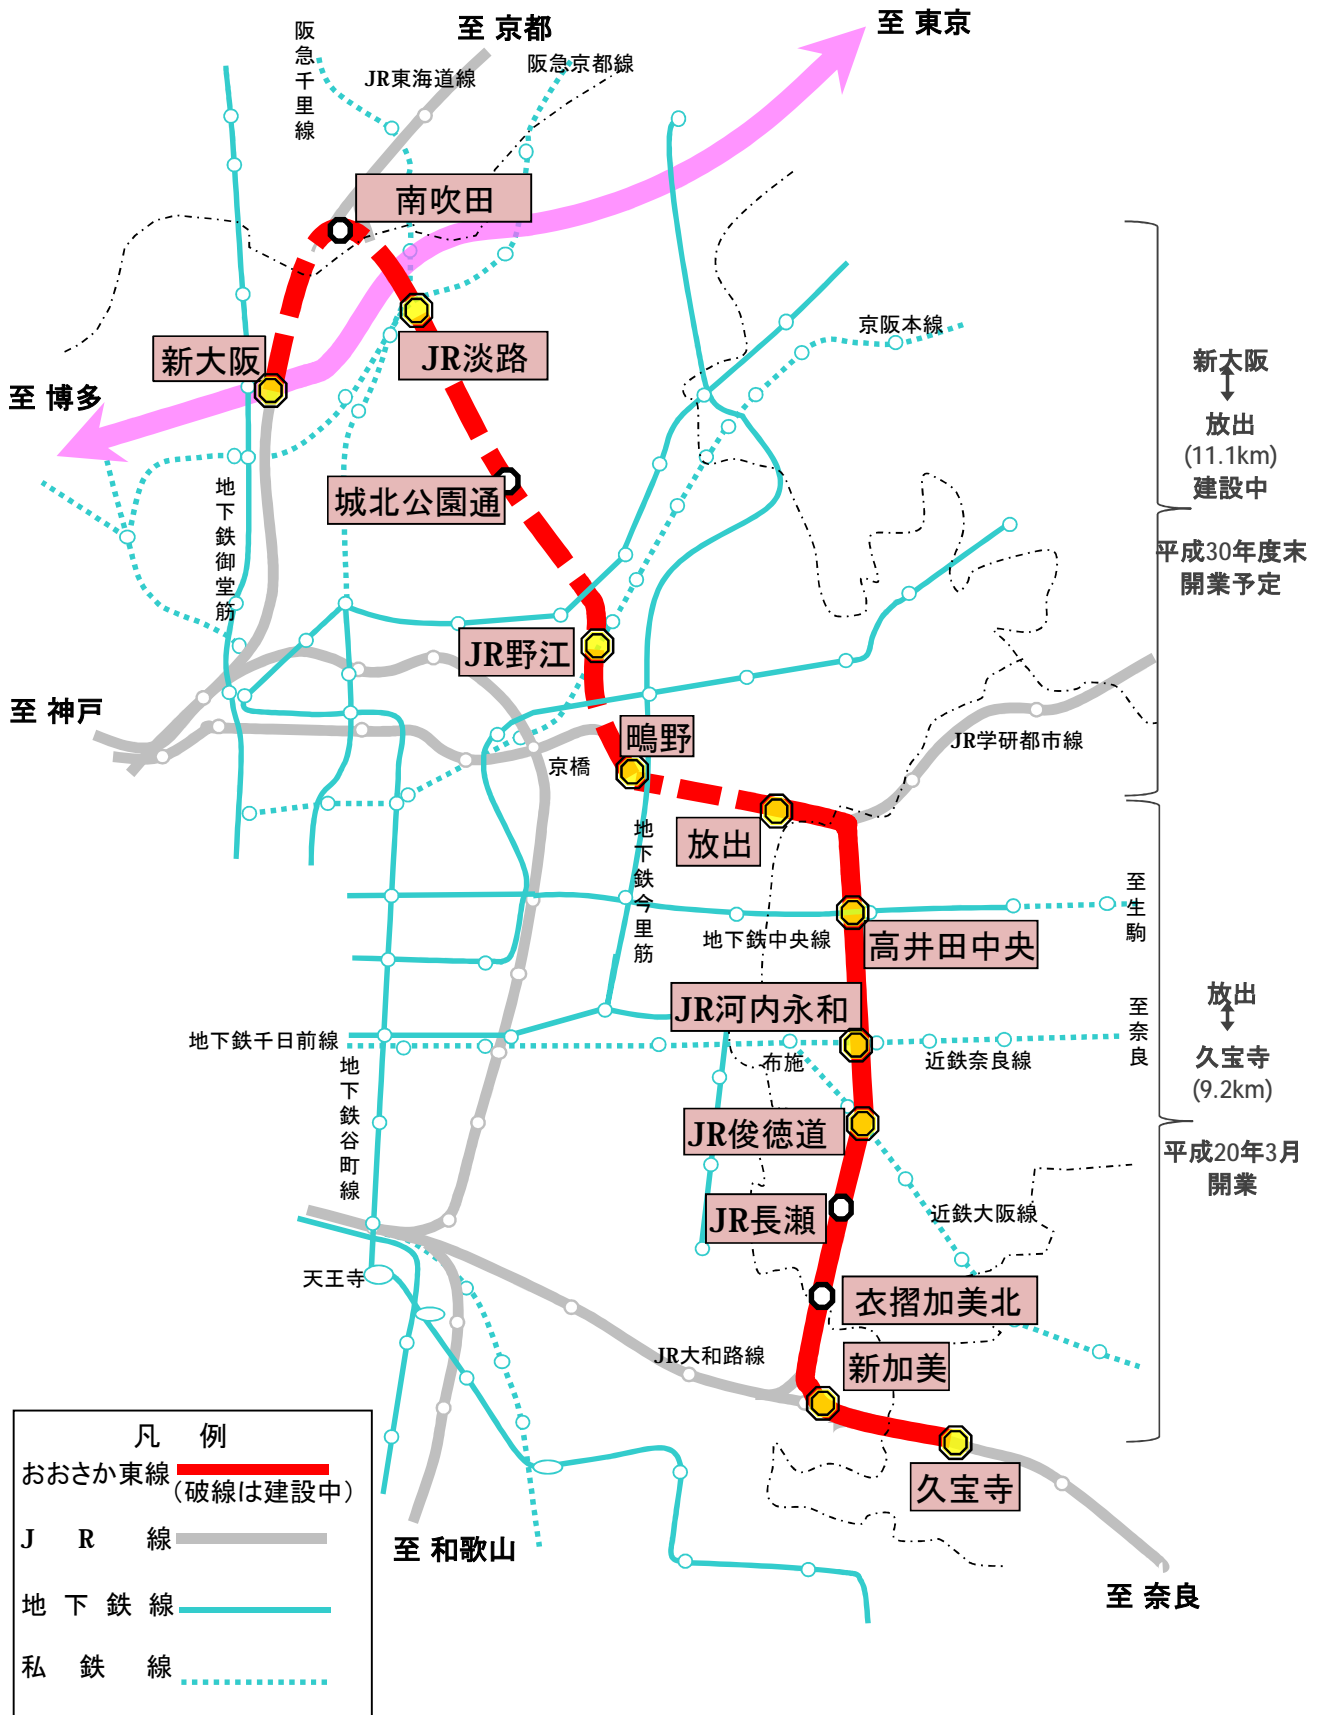 至 京都
至 東京
阪急千里線
JR東海道線
阪急京都線
南吹田
新大阪
JR淡路
京阪本線
至 博多
地下鉄御堂筋
城北公園通
JR野江
至 神戸
鴫野
京橋
JR学研都市線
放出
地下鉄今里筋
地下鉄中央線
高井田中央
至生駒
JR河内永和
地下鉄千日前線
布施
近鉄奈良線
至奈良
地下鉄谷町線
JR俊徳道
JR長瀬
近鉄大阪線
天王寺
衣摺加美北
JR大和路線
新加美
久宝寺
至 和歌山
至 奈良
新大阪
放出
(11.1km)
建設中
平成30年度末
開業予定
放出
久宝寺
(9.2km)
平成20年3月
開業
凡 例
おおさか東線
(破線は建設中)
J R 線
地下鉄線
私鉄線